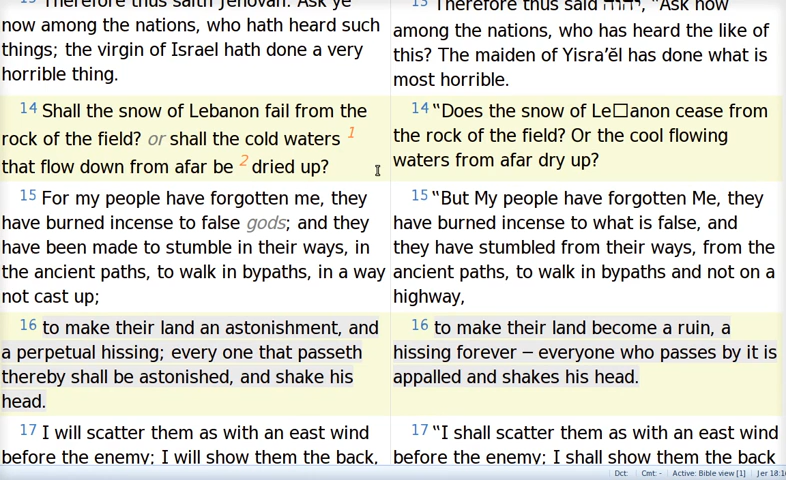 15 Therefore thus saith Jehovah: Ask ye
now among the nations, who hath heard such
things; the virgin of Israel hath done a very
horrible thing.
14 Shall the snow of Lebanon fail from the
rock of the field? or shall the cold waters 1
that flow down from afar be 2 dried up?
15 For my people have forgotten me, they
have burned incense to false gods; and they
have been made to stumble in their ways, in
the ancient paths, to walk in bypaths, in a way
not cast up;
16 to make their land an astonishment, and
a perpetual hissing; every one that passeth
thereby shall be astonished, and shake his
head.
17 I will scatter them as with an east wind
before the enemy; I will show them the back,
Therefore thus said יהוה, “Ask now
among the nations, who has heard the like of
this? The maiden of Yisra’ĕl has done what is
most horrible.
14 “Does the snow of Le□anon cease from
the rock of the field? Or the cool flowing
waters from afar dry up?
15 “But My people have forgotten Me, they
have burned incense to what is false, and
they have stumbled from their ways, from the
ancient paths, to walk in bypaths and not on a
highway,
16 to make their land become a ruin, a
hissing forever – everyone who passes by it is
appalled and shakes his head.
17 “I shall scatter them as with an east wind
before the enemy; I shall show them the back
Dct: Cmt: - Active: Bible view [1] Jer